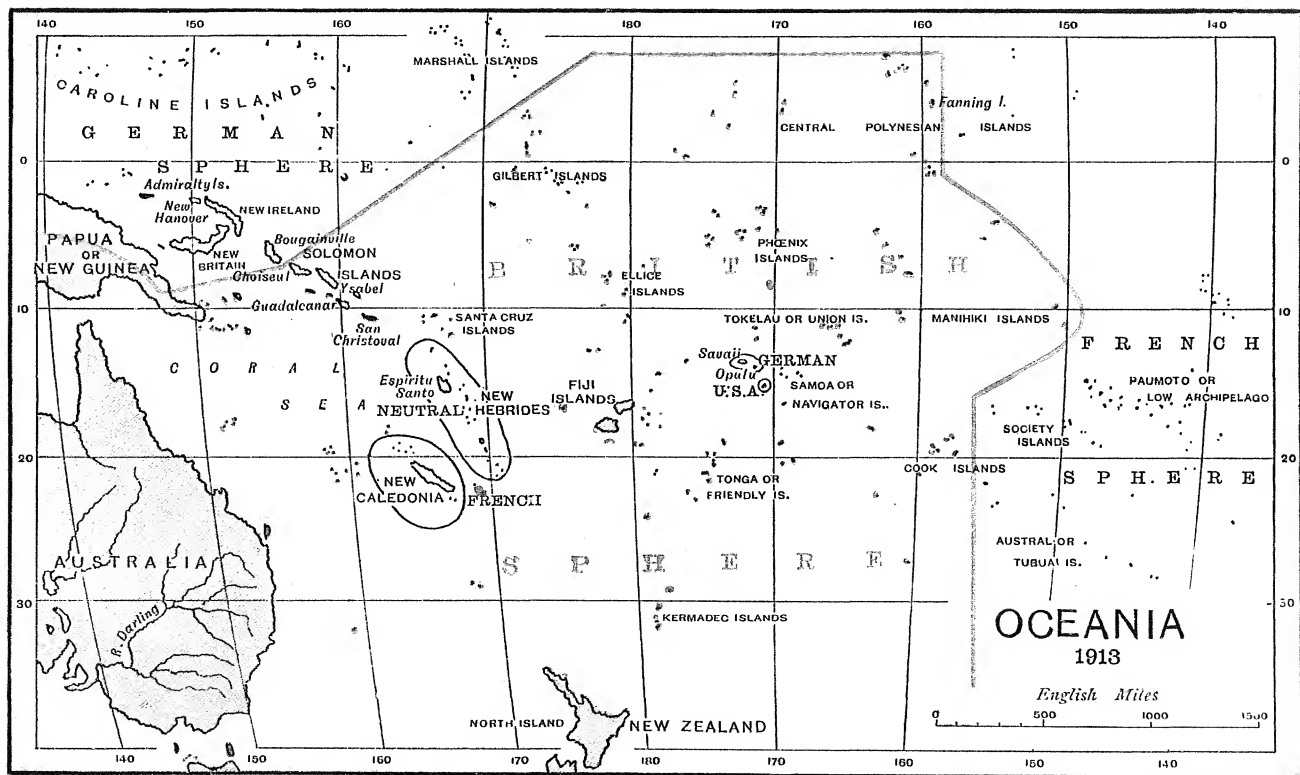 140 150 160 180 170 160 150 140
MARSHALL ISLANDS
CAROLINE ISLANDS
Fanning I.
GERMAN
CENTRAL POLYNESIAN ISLANDS
0 SPHERE 0
GILBERT ISLANDS
Admiralty Is.
New
Hanover
NEW IRELAND
Bougainville
SOLOMON
ISLANDS
PAPUA
OR
NEW GUINEA
NEW
BRITAIN
Choiseul
Ysabel
PHŒNIX
ISLANDS
BRITISH
ELLICE
ISLANDS
Guadalcanar
10 10
San
Christoval
SANTA CRUZ
ISLANDS
TOKELAU OR UNION IS.
MANIHIKI ISLANDS
FRENCH
CORAL
SEA
Savaii
GERMAN
Opulu
U.S.A.
SAMOA OR
NAVIGATOR IS..
Espiritu
Santo
NEUTRAL
NEW
HEBRIDES
FIJI
ISLANDS
PAUMOTO OR
LOW ARCHIPELAGO
SOCIETY
ISLANDS
20 20
COOK ISLANDS
NEW
CALEDONIA
FRENCH
TONGA OR
FRIENDLY IS.
SPHERE
AUSTRAL OR
TUBUAI IS.
AUSTRALIA
SPHERE
R. Darling
30 30
KERMADEC ISLANDS
OCEANIA
1913
English Miles
0 500 1000 1500
NORTH ISLAND
NEW ZEALAND
140 150 160 170 180 170 160 150 140